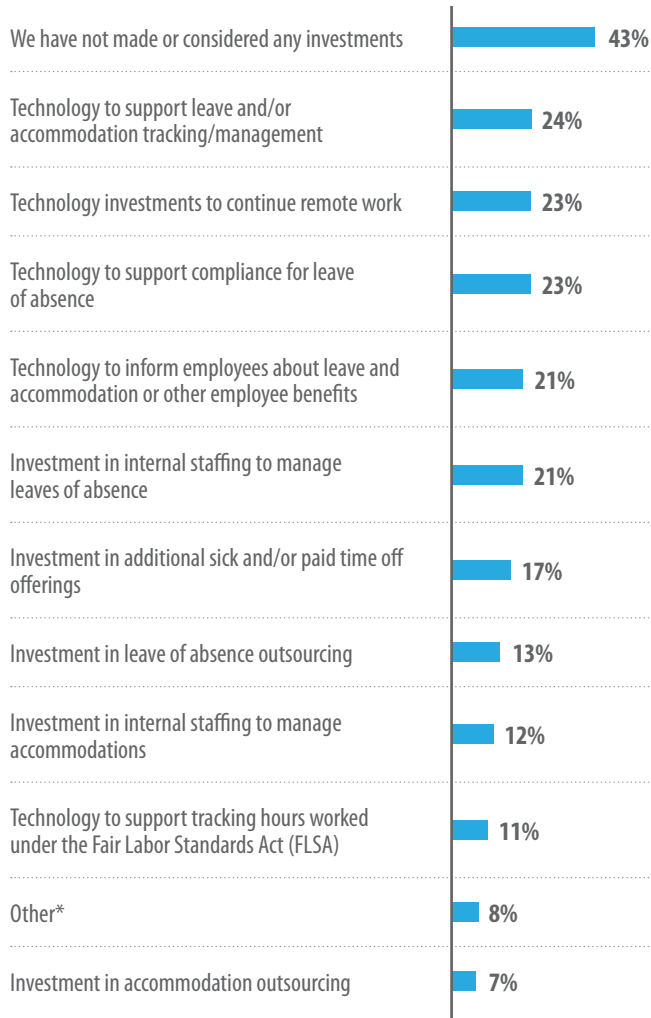 We have not made or considered any investments 43%
Technology to support leave and/or
accommodation tracking/management 24%
Technology investments to continue remote work 23%
Technology to support compliance for leave
of absence 23%
Technology to inform employees about leave and
accommodation or other employee benefits 21%
Investment in internal staffing to manage
leaves of absence 21%
Investment in additional sick and/or paid time off
offerings 17%
Investment in leave of absence outsourcing 13%
Investment in internal staffing to manage
accommodations 12%
Technology to support tracking hours worked
under the Fair Labor Standards Act (FLSA) 11%
Other* 8%
Investment in accommodation outsourcing 7%